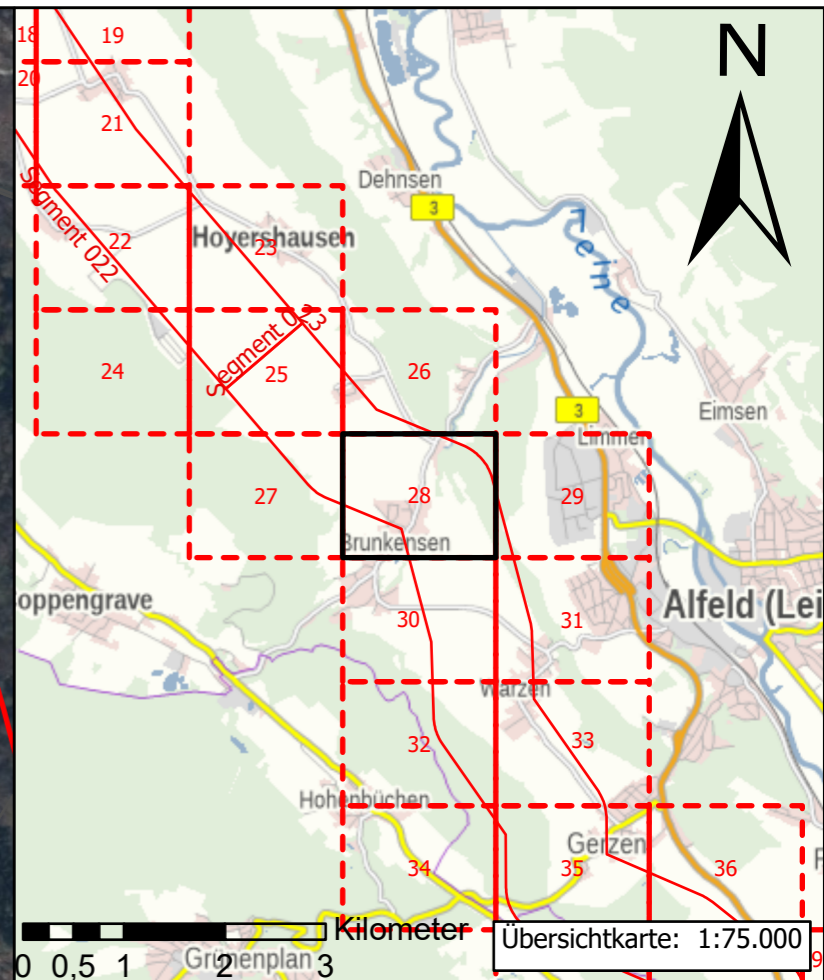 18
19
N
20
21
Dehnsen
3
Segment 022
22
Hoyershausen
23
Leine
Segment 023
24
25
26
3
Eimsen
Limmer
27
28
29
Brunkensen
oppengrave
30
31
Alfeld (Lei
Warzen
32
33
Hohenbüchen
Gerzen
34
35
36
F
Kilometer
Übersichtkarte: 1:75.000
0 0,5 1 2 3
Grünenplan
9